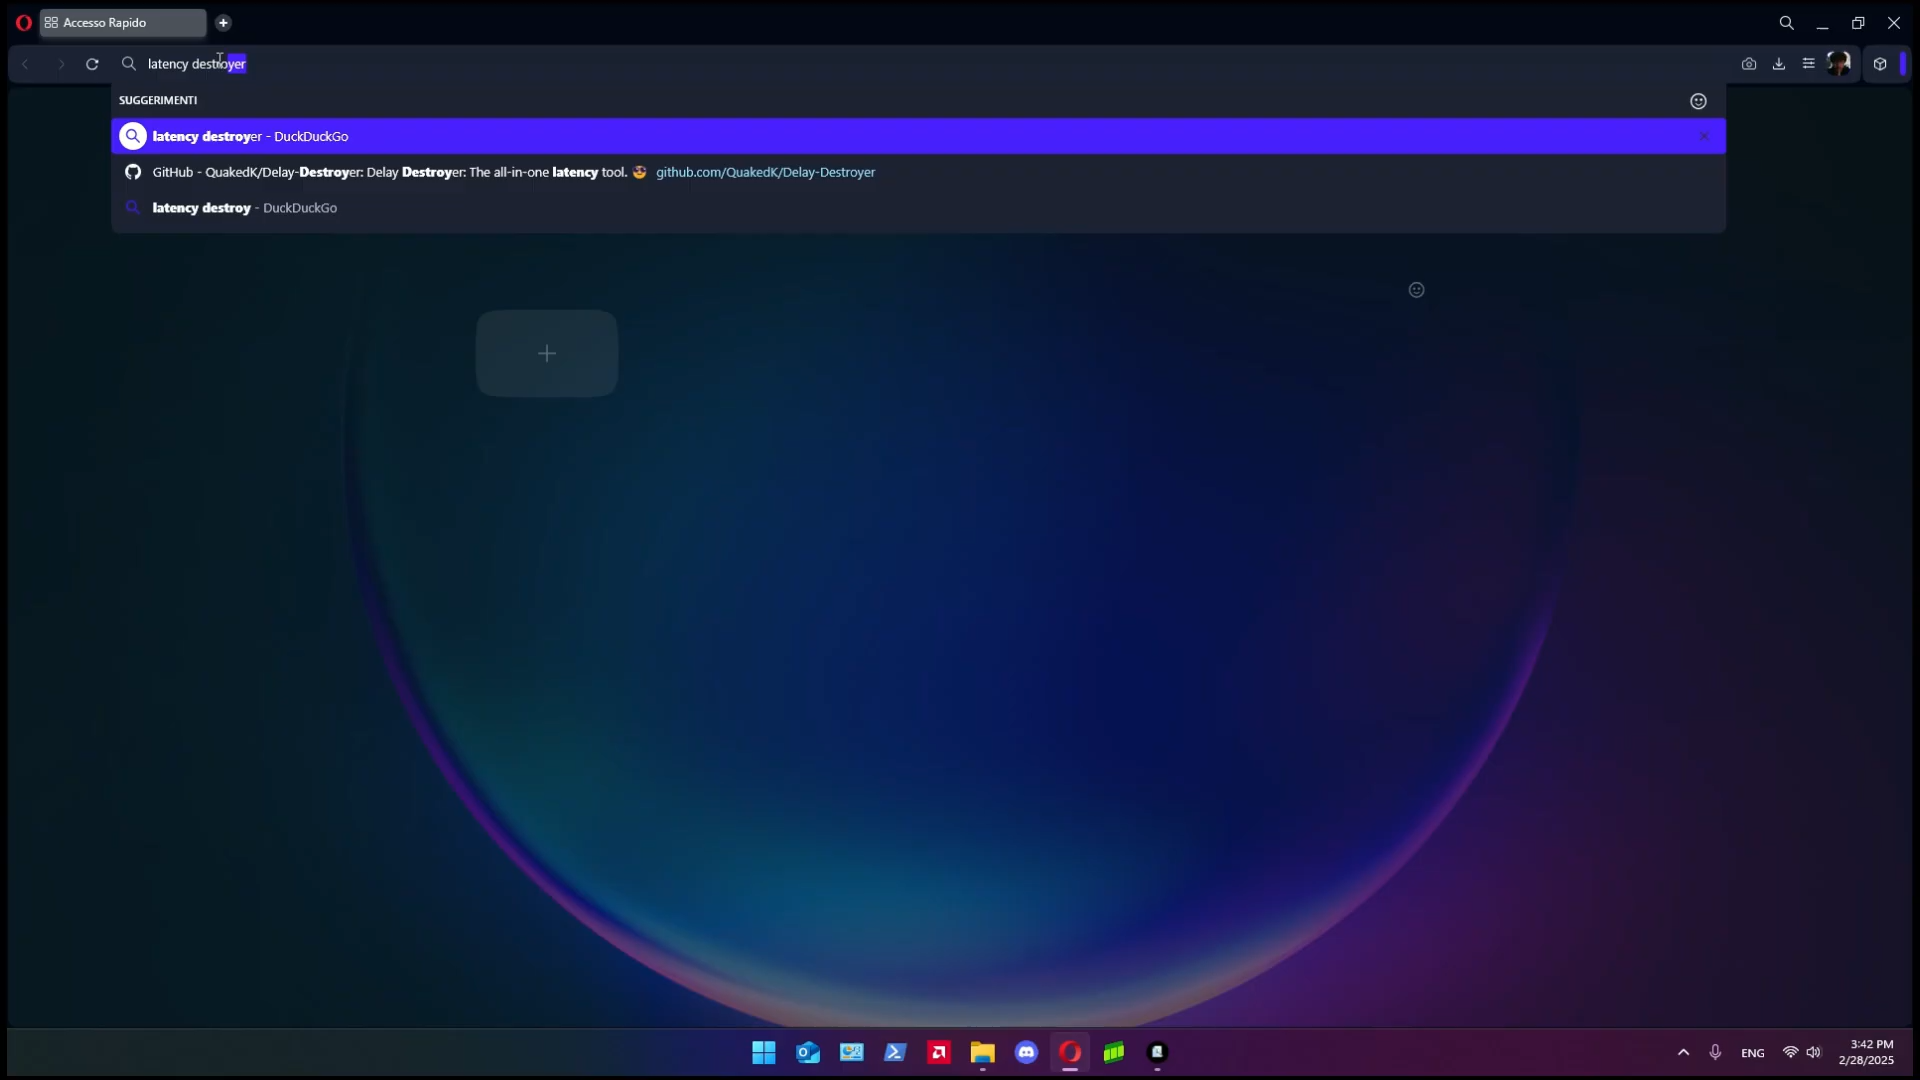 Accesso Rapido
latency destroyer
SUGGERIMENTI
latency destroyer - DuckDuckGo
GitHub - QuakedK/Delay-Destroyer: Delay Destroyer: The all-in-one latency tool. 😎 github.com/QuakedK/Delay-Destroyer
latency destroy - DuckDuckGo
ENG
3:42 PM
2/28/2025